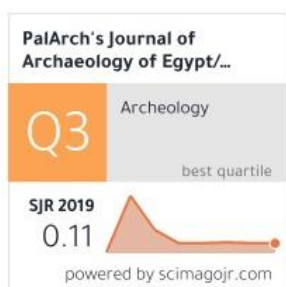 PalArch's Journal of
Archaeology of Egypt/...
Q3
Archeology
best quartile
SJR 2019
0.11
powered by scimagojr.com